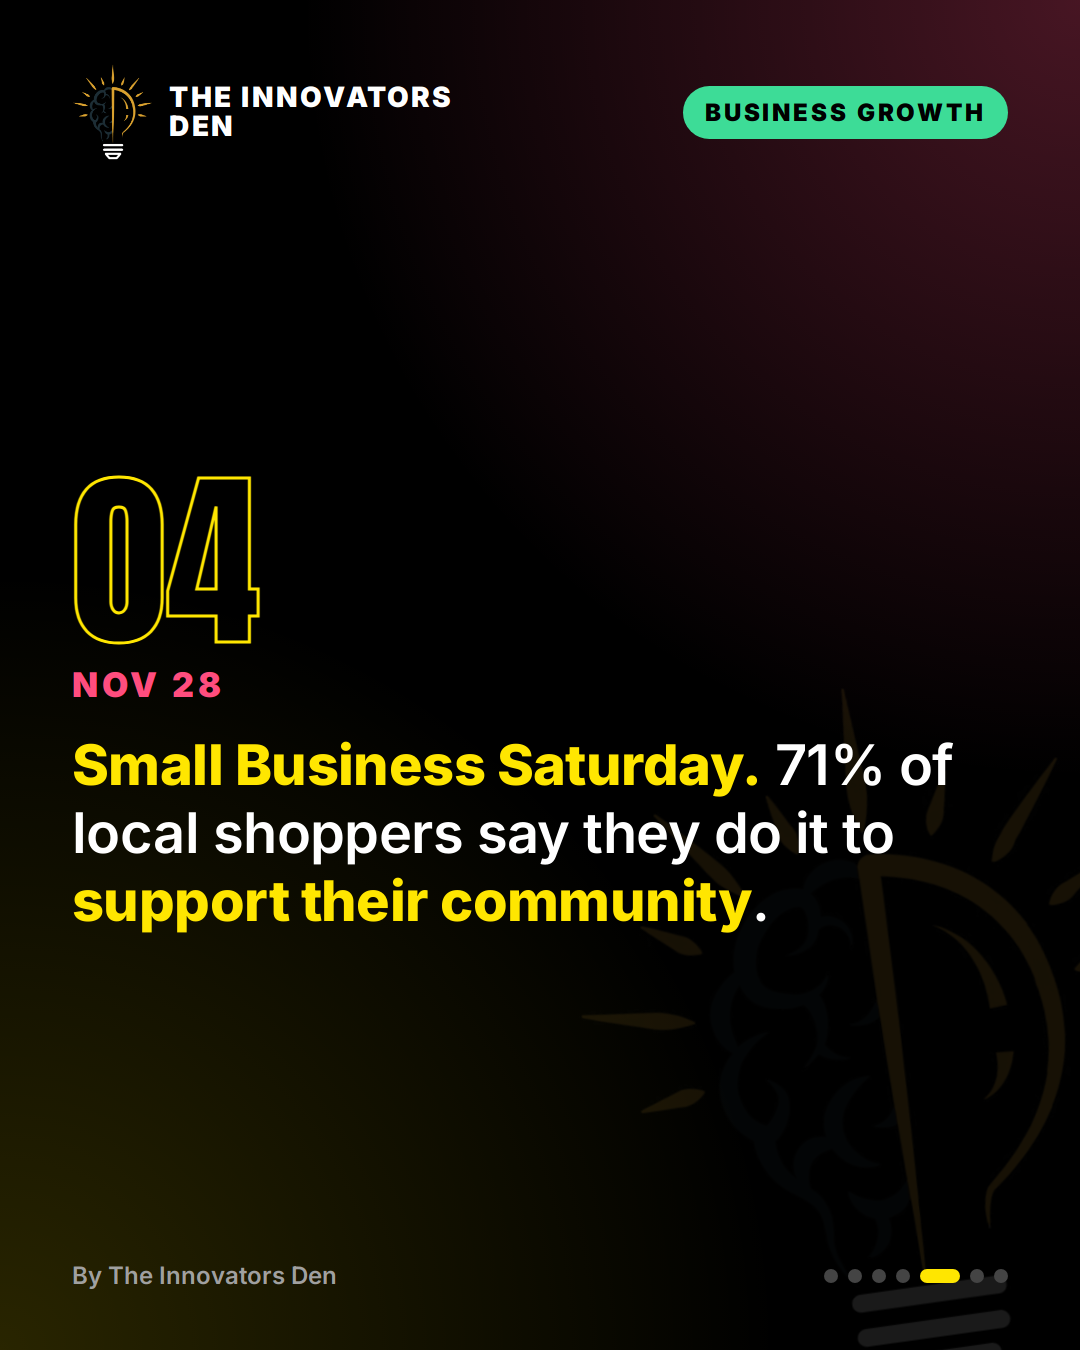 THE INNOVATORS
DEN
BUSINESS GROWTH
04
NOV 28
Small Business Saturday. 71% of
local shoppers say they do it to
support their community.
By The Innovators Den